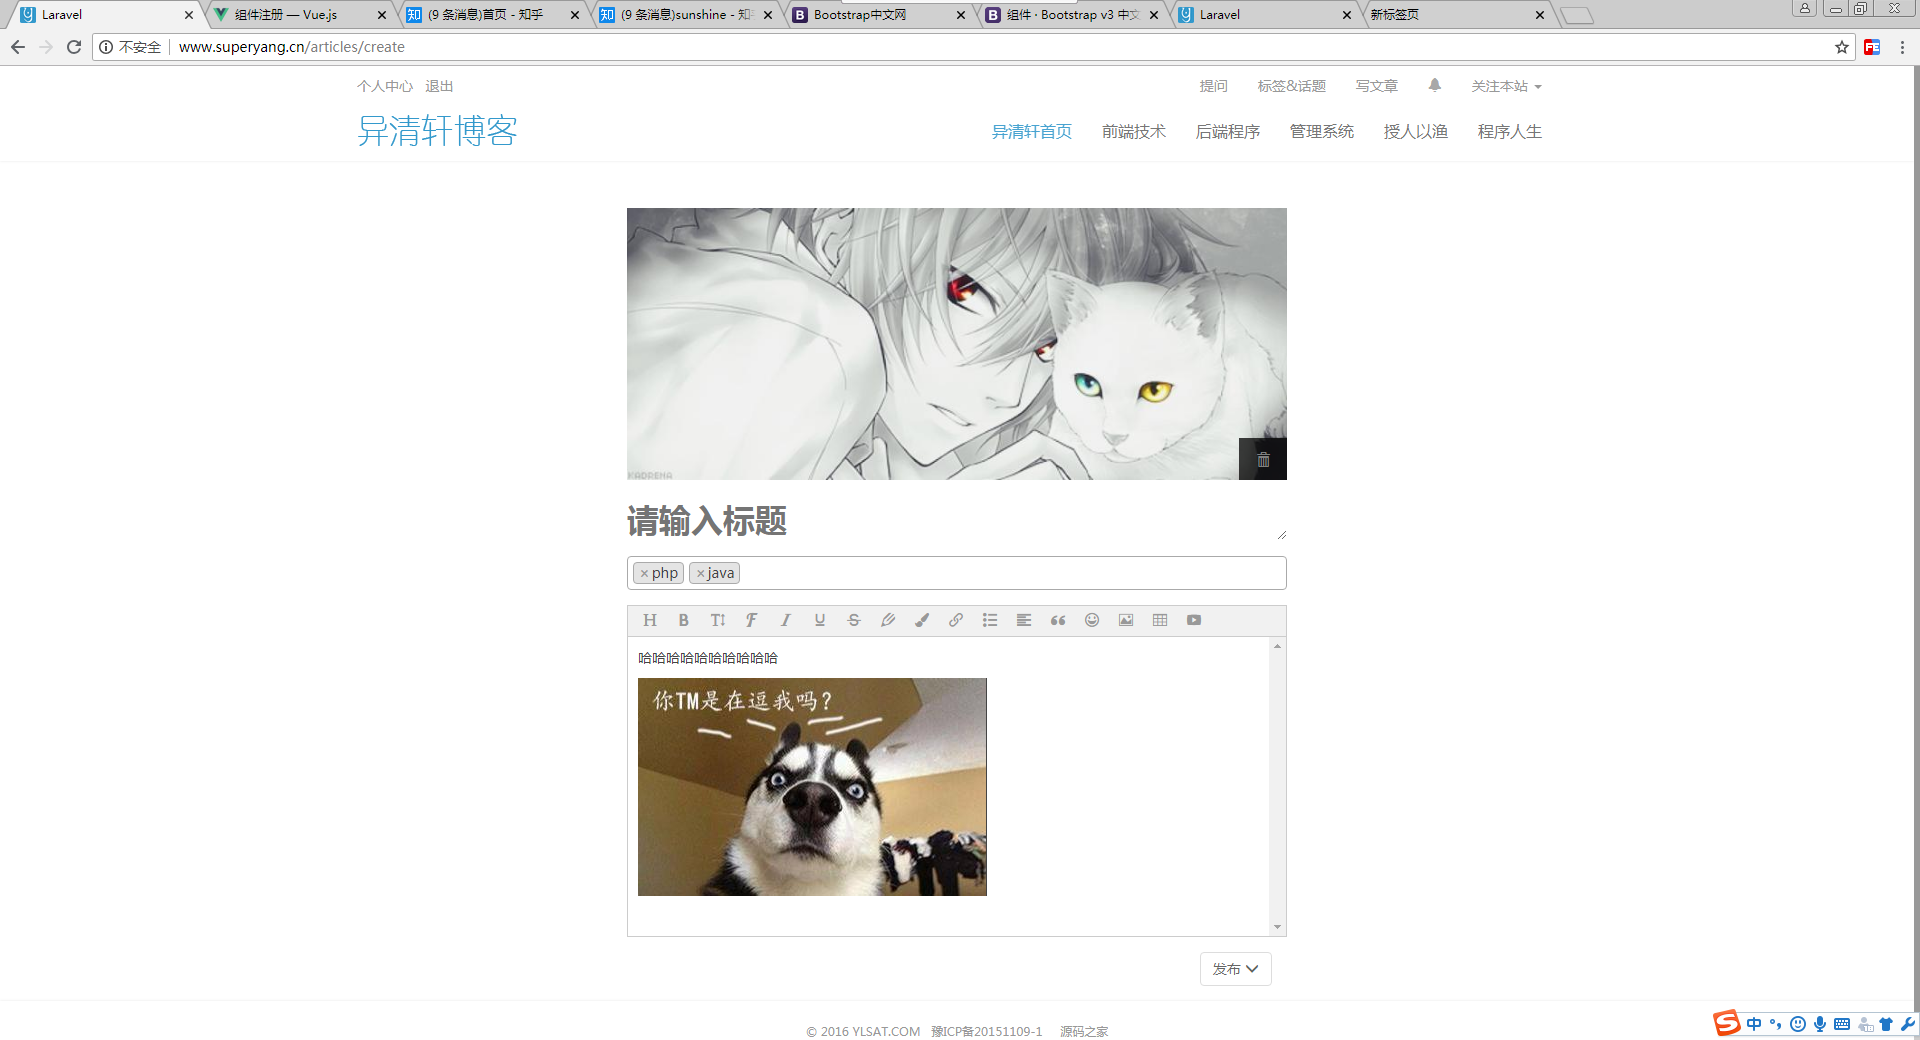 Laravel
组件注册 — Vue.js
(9 条消息)首页 - 知乎
(9 条消息)sunshine - 知
Bootstrap中文网
组件 · Bootstrap v3 中文
Laravel
新标签页
不安全 www.superyang.cn/articles/create
个人中心 退出
提问 标签&话题 写文章 关注本站
异清轩博客
异清轩首页 前端技术 后端程序 管理系统 授人以渔 程序人生
KADREMA
请输入标题
×php ×java
哈哈哈哈哈哈哈哈哈哈
你TM是在逗我吗?
发布
© 2016 YLSAT.COM 豫ICP备20151109-1 源码之家
中